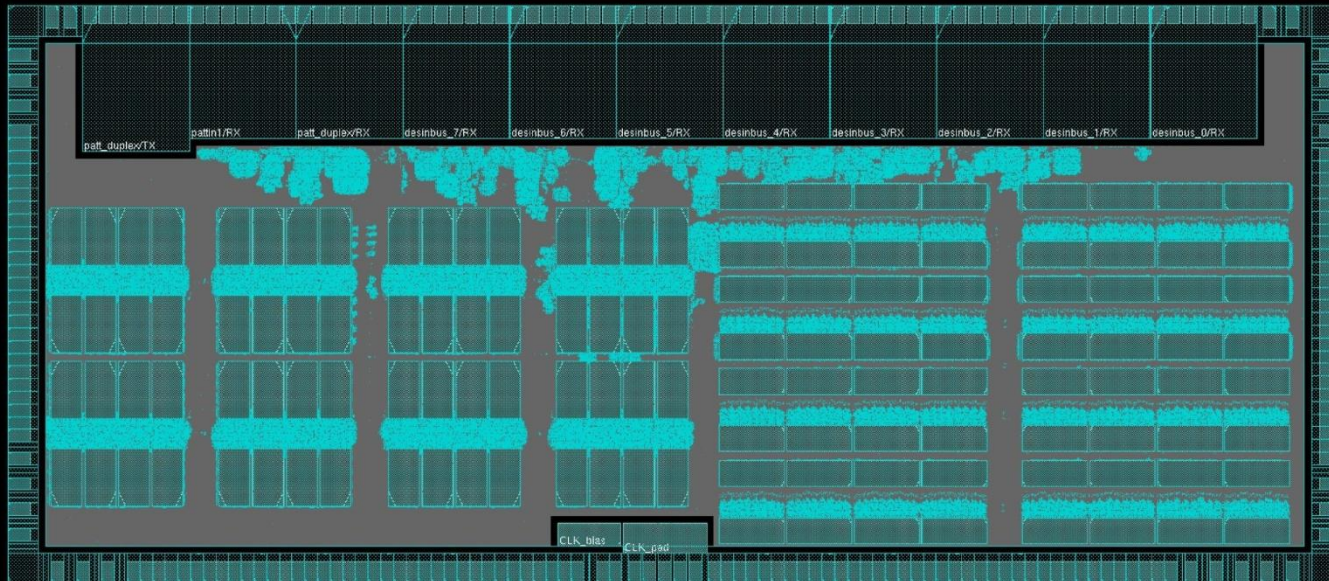 patt_duplex/TX
pattin1/RX
patt_duplex/RX
desinbus_7/RX
desinbus_6/RX
desinbus_5/RX
desinbus_4/RX
desinbus_3/RX
desinbus_2/RX
desinbus_1/RX
desinbus_0/RX
CLK_bias
CLK_pad